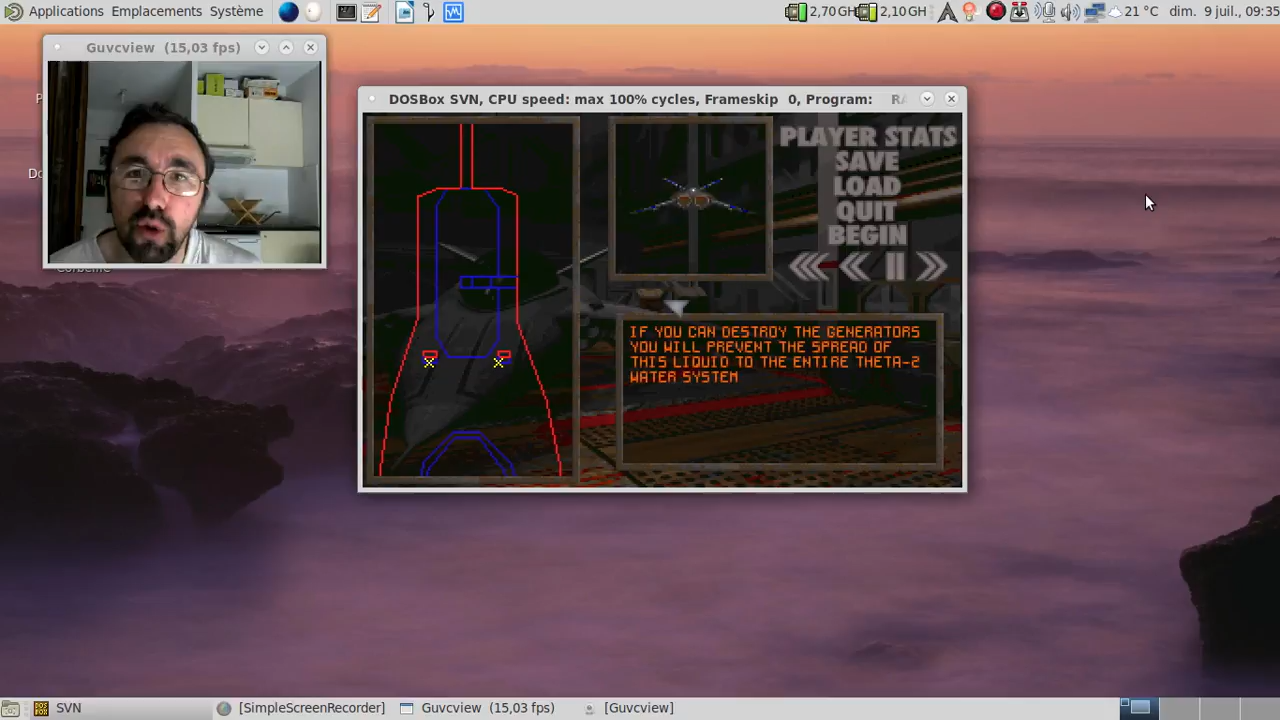 Applications Emplacements Système
2,70 GH 2,10 GH 21 °C dim. 9 juil., 09:35
Guvcview (15,03 fps)
DOSBox SVN, CPU speed: max 100% cycles, Frameskip 0, Program:
PLAYER STATS
SAVE
LOAD
QUIT
BEGIN
IF YOU CAN DESTROY THE GENERATORS
YOU WILL PREVENT THE SPREAD OF
THIS LIQUID TO THE ENTIRE THETA-2
WATER SYSTEM
SVN [SimpleScreenRecorder] Guvcview (15,03 fps) [Guvcview]